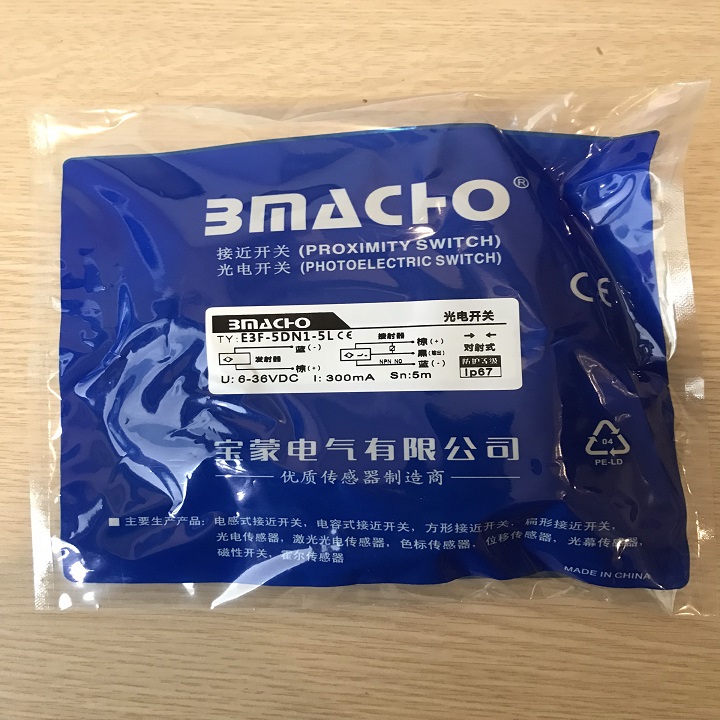 BMACHO®
接近开关 (PROXIMITY SWITCH)
光电开关 (PHOTOELECTRIC SWITCH)
CE
BMACHO 光电开关
TY: E3F-5DN1-5L CE
发射器
蓝(-)
棕(+)
接射器
棕(+)
黑(输出)
NPN NO
蓝(-)
对射式
防护等级
Ip67
U: 6-36VDC I: 300mA Sn: 5m
宝蒙电气有限公司
优质传感器制造商
04
PE-LD
■ 主要生产产品: 电感式接近开关, 电容式接近开关, 方形接近开关, 扁形接近开关,
光电传感器, 激光光电传感器, 色标传感器, 位移传感器, 光幕传感器,
磁性开关, 霍尔传感器
MADE IN CHINA